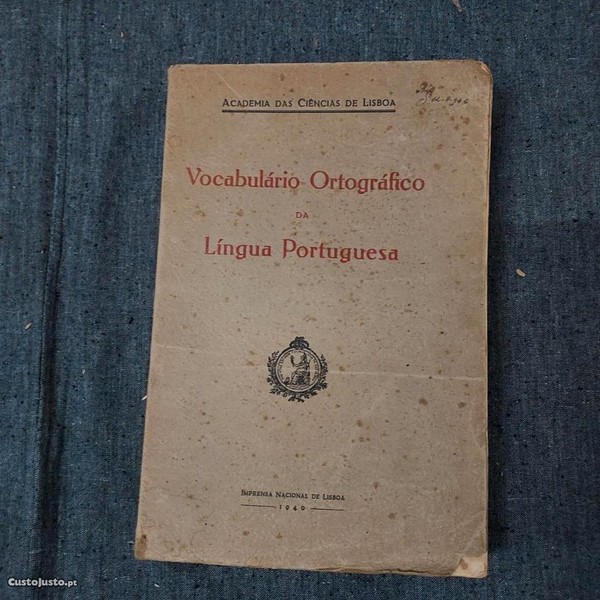 Academia das Ciências de Lisboa
Vocabulário Ortográfico
da
Língua Portuguesa
Imprensa Nacional de Lisboa
1940
CustoJusto.pt